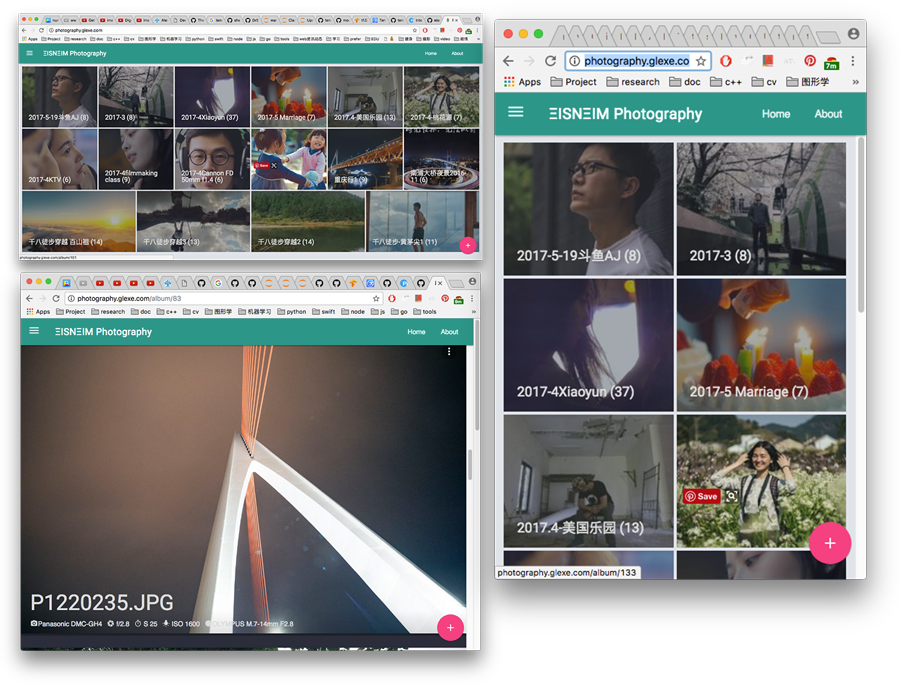 photography.glexe.com
Apps Project research doc c++ cv 图形学 机器学习 python swift node js go tools
ΞISNΞIM Photography Home About
2017-5-19斗鱼AJ (8) 2017-3 (8) 2017-4Xiaoyun (37) 2017-5 Marriage (7) 2017.4-美国乐园 (13) 2017-4-桃花源 (7)
2017-4KTV (6) 2017-4filmmaking class (9) 2017-4Cannon FD 50mm f1.4 (6) Save 重庆行1 (9) 南浦大桥夜景2016-11 (6)
千八徒步穿越 百山祖 (14) 千八徒步穿越3 (13) 千八徒步穿越2 (14) 千八徒步-黄茅尖1 (11)
+
photography.glexe.com/album/161
photography.glexe.com/album/83
Apps Project research doc c++ cv 图形学 机器学习 python swift node js go tools
ΞISNΞIM Photography Home About
P1220235.JPG
Panasonic DMC-GH4 f/2.8 S 25 ISO 1600 OLYMPUS M.7-14mm F2.8
+
photography.glexe.co
7m
Apps Project research doc c++ cv 图形学 »
ΞISNΞIM Photography Home About
2017-5-19斗鱼AJ (8) 2017-3 (8)
2017-4Xiaoyun (37) 2017-5 Marriage (7)
2017.4-美国乐园 (13) Save
+
photography.glexe.com/album/133